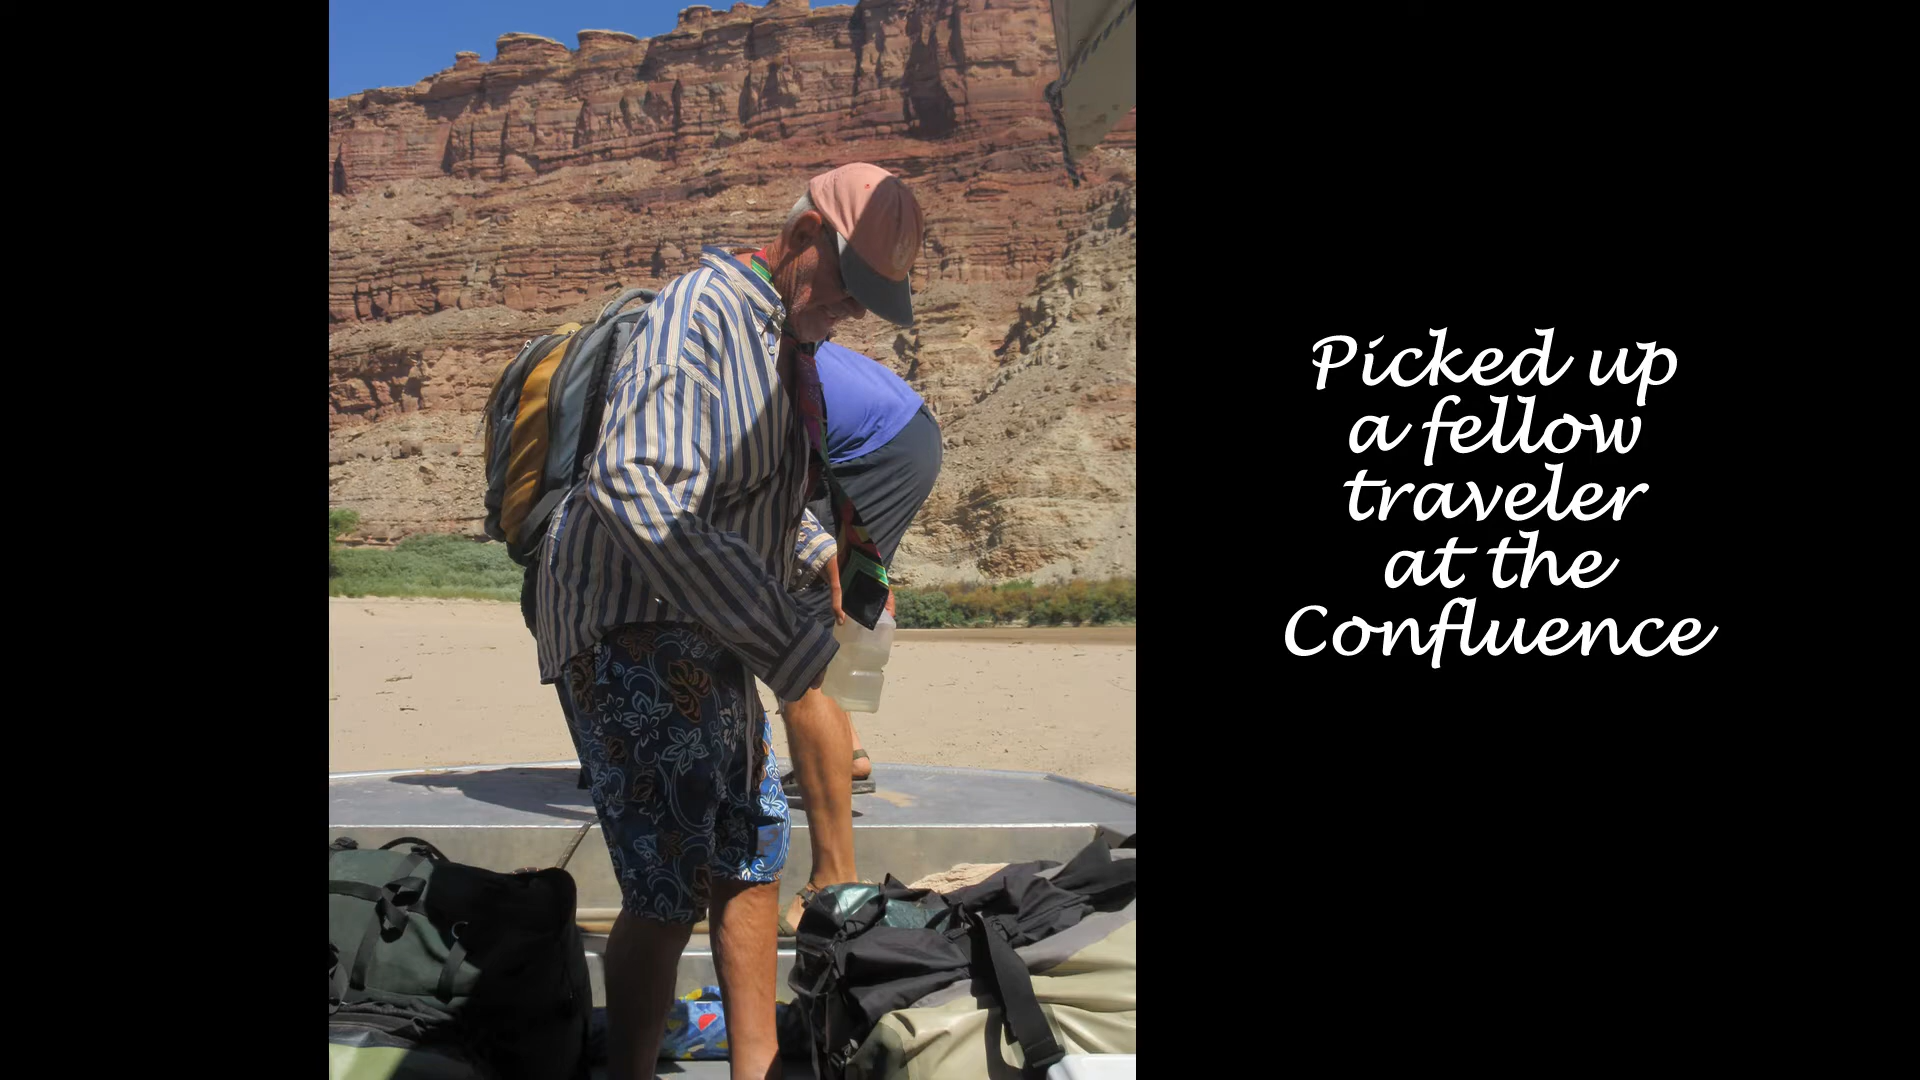 Picked up
a fellow
traveler
at the
Confluence